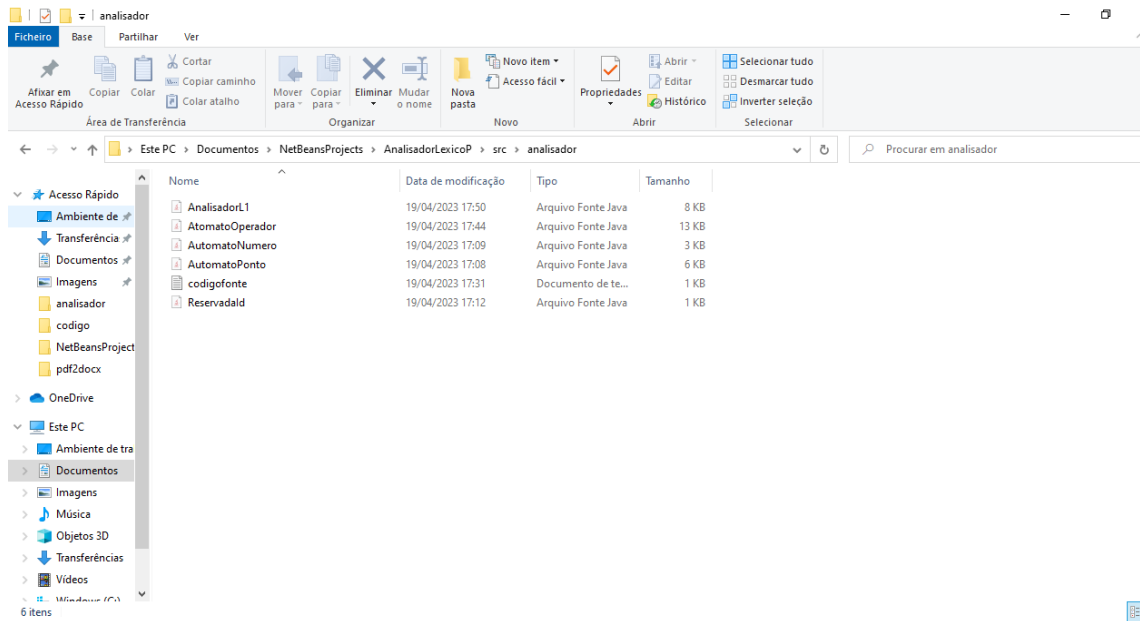 analisador
Ficheiro Base Partilhar Ver
Afixar em Acesso Rápido
Copiar
Colar
Cortar
Copiar caminho
Colar atalho
Área de Transferência
Mover para
Copiar para
Eliminar
Mudar o nome
Organizar
Nova pasta
Novo item
Acesso fácil
Novo
Propriedades
Abrir
Editar
Histórico
Abrir
Selecionar tudo
Desmarcar tudo
Inverter seleção
Selecionar
Este PC > Documentos > NetBeansProjects > AnalisadorLexicoP > src > analisador
Procurar em analisador
Acesso Rápido
Ambiente de
Transferência
Documentos
Imagens
analisador
codigo
NetBeansProject
pdf2docx
OneDrive
Este PC
Ambiente de tra
Documentos
Imagens
Música
Objetos 3D
Transferências
Vídeos
Windows (C:)
Nome Data de modificação Tipo Tamanho
AnalisadorL1 19/04/2023 17:50 Arquivo Fonte Java 8 KB
AtomatoOperador 19/04/2023 17:44 Arquivo Fonte Java 13 KB
AutomatoNumero 19/04/2023 17:09 Arquivo Fonte Java 3 KB
AutomatoPonto 19/04/2023 17:08 Arquivo Fonte Java 6 KB
codigofonte 19/04/2023 17:31 Documento de te... 1 KB
ReservadaId 19/04/2023 17:12 Arquivo Fonte Java 1 KB
6 itens